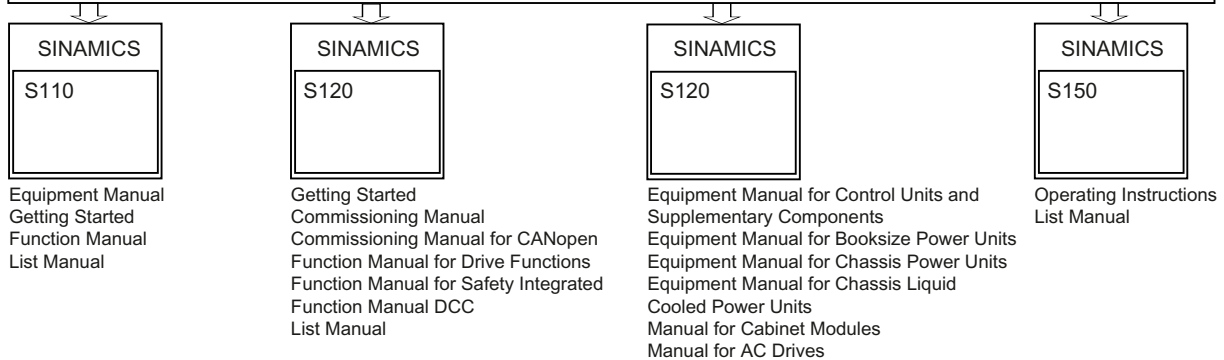 SINAMICS
S110
Equipment Manual
Getting Started
Function Manual
List Manual
SINAMICS
S120
Getting Started
Commissioning Manual
Commissioning Manual for CANopen
Function Manual for Drive Functions
Function Manual for Safety Integrated
Function Manual DCC
List Manual
SINAMICS
S120
Equipment Manual for Control Units and
Supplementary Components
Equipment Manual for Booksize Power Units
Equipment Manual for Chassis Power Units
Equipment Manual for Chassis Liquid
Cooled Power Units
Manual for Cabinet Modules
Manual for AC Drives
SINAMICS
S150
Operating Instructions
List Manual